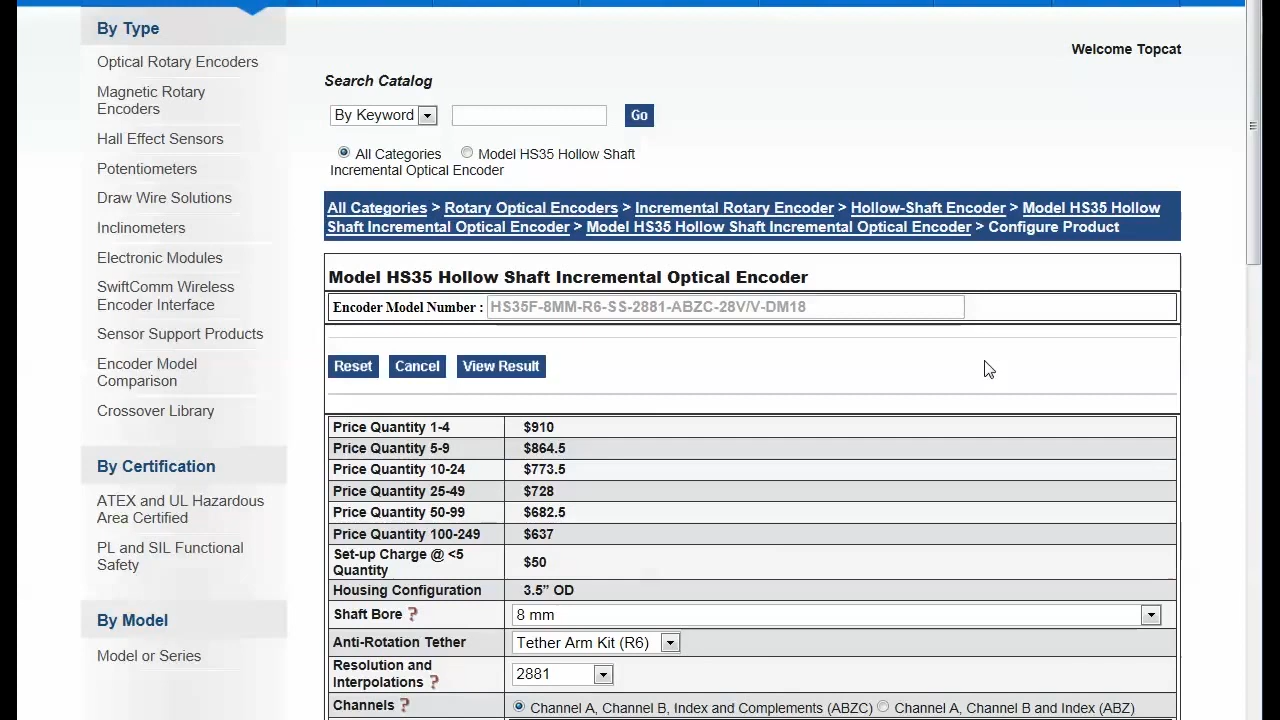 By Type
Optical Rotary Encoders
Magnetic Rotary
Encoders
Hall Effect Sensors
Potentiometers
Draw Wire Solutions
Inclinometers
Electronic Modules
SwiftComm Wireless
Encoder Interface
Sensor Support Products
Encoder Model
Comparison
Crossover Library
By Certification
ATEX and UL Hazardous
Area Certified
PL and SIL Functional
Safety
By Model
Model or Series
Welcome Topcat
Search Catalog
By Keyword
Go
All Categories Model HS35 Hollow Shaft
Incremental Optical Encoder
All Categories > Rotary Optical Encoders > Incremental Rotary Encoder > Hollow-Shaft Encoder > Model HS35 Hollow
Shaft Incremental Optical Encoder > Model HS35 Hollow Shaft Incremental Optical Encoder > Configure Product
Model HS35 Hollow Shaft Incremental Optical Encoder
Encoder Model Number : HS35F-8MM-R6-SS-2881-ABZC-28V/V-DM18
Reset Cancel View Result
Price Quantity 1-4 $910
Price Quantity 5-9 $864.5
Price Quantity 10-24 $773.5
Price Quantity 25-49 $728
Price Quantity 50-99 $682.5
Price Quantity 100-249 $637
Set-up Charge @ <5
Quantity $50
Housing Configuration 3.5” OD
Shaft Bore ? 8 mm
Anti-Rotation Tether Tether Arm Kit (R6)
Resolution and
Interpolations ? 2881
Channels ? Channel A, Channel B, Index and Complements (ABZC) Channel A, Channel B and Index (ABZ)